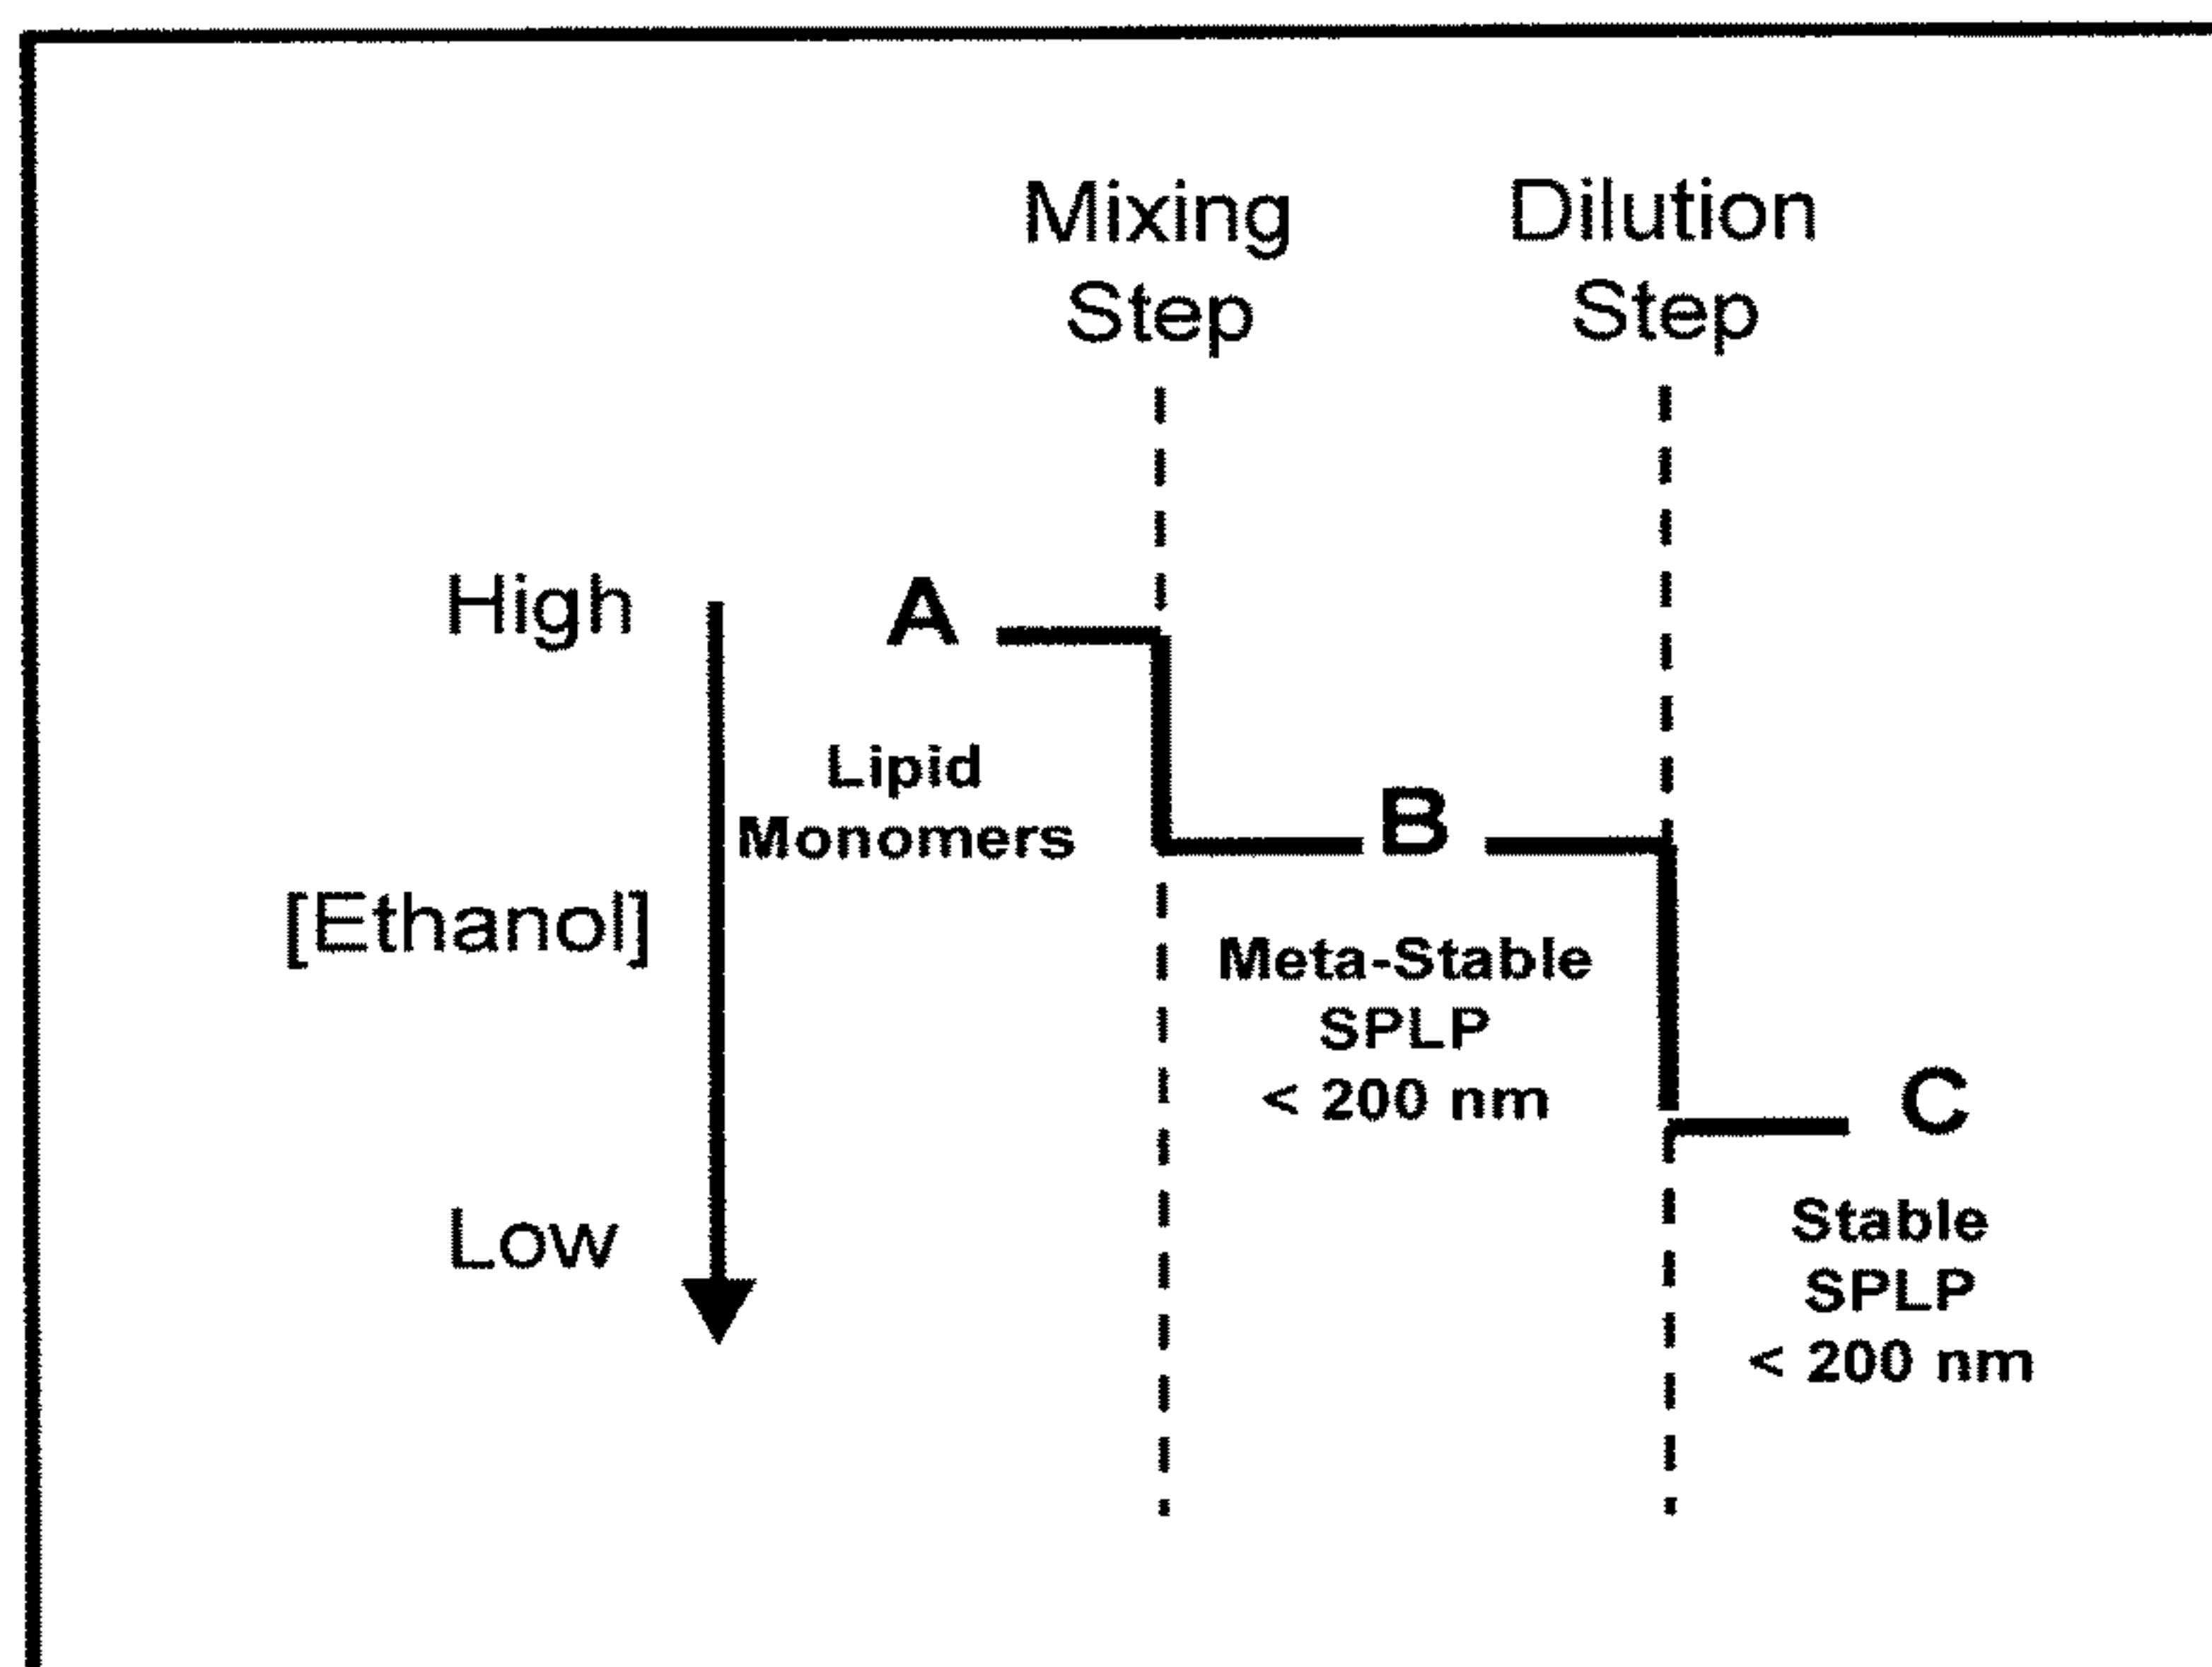 Mixing
Step
Dilution
Step
High
A
Lipid
Monomers
B
[Ethanol]
Meta-Stable
SPLP
< 200 nm
C
Low
Stable
SPLP
< 200 nm